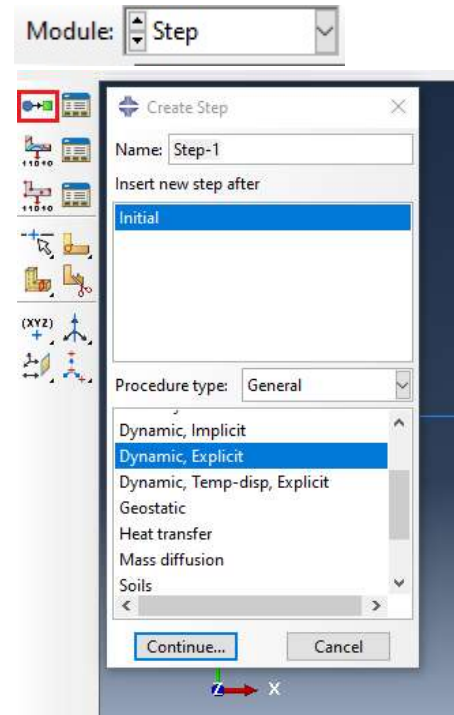 Module: Step
Create Step
Name: Step-1
Insert new step after
Initial
Procedure type: General
Dynamic, Implicit
Dynamic, Explicit
Dynamic, Temp-disp, Explicit
Geostatic
Heat transfer
Mass diffusion
Soils
Continue... Cancel
(XYZ)
Z X